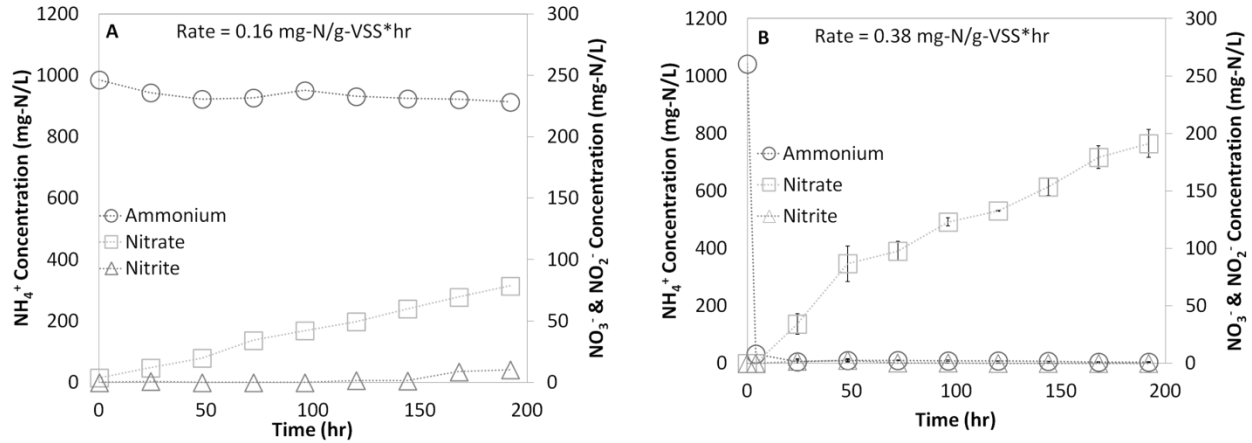 A
Rate = 0.16 mg-N/g-VSS*hr
NH₄⁺ Concentration (mg-N/L)
1200
1000
800
600
400
200
0
Ammonium
Nitrate
Nitrite
300
250
200
150
100
50
0
NO₃⁻ & NO₂⁻ Concentration (mg-N/L)
0
50
100
150
200
Time (hr)
B
Rate = 0.38 mg-N/g-VSS*hr
NH₄⁺ Concentration (mg-N/L)
1200
1000
800
600
400
200
0
Ammonium
Nitrate
Nitrite
300
250
200
150
100
50
0
NO₃⁻ & NO₂⁻ Concentration (mg-N/L)
0
50
100
150
200
Time (hr)